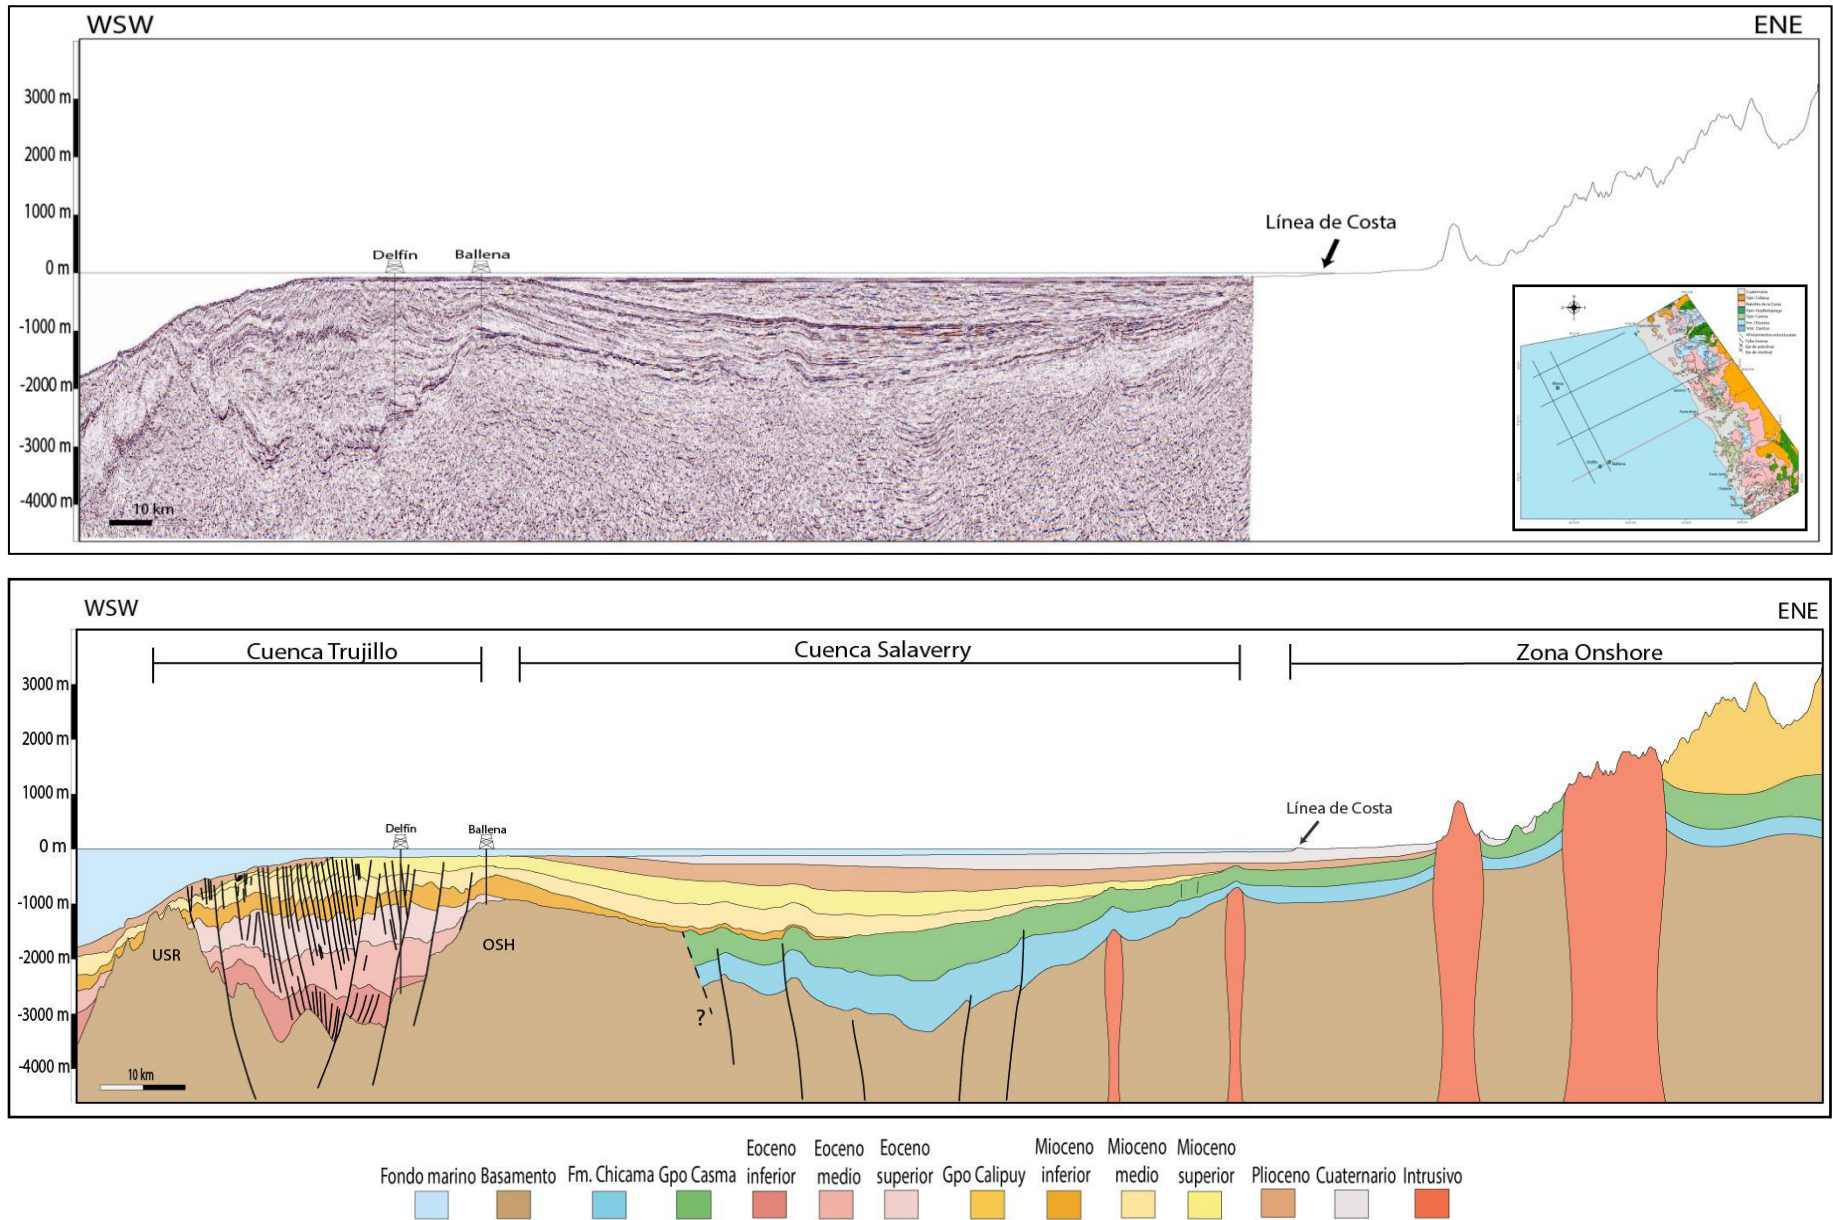 WSW
ENE
3000 m
2000 m
1000 m
0 m
-1000 m
-2000 m
-3000 m
-4000 m
Delfín
Ballena
Línea de Costa
10 km
WSW
ENE
Cuenca Trujillo
Cuenca Salaverry
Zona Onshore
3000 m
2000 m
1000 m
0 m
-1000 m
-2000 m
-3000 m
-4000 m
Delfín
Ballena
Línea de Costa
USR
OSH
?
10 km
Fondo marino
Basamento
Fm. Chicama
Gpo Casma
Eoceno inferior
Eoceno medio
Eoceno superior
Gpo Calipuy
Mioceno inferior
Mioceno medio
Mioceno superior
Plioceno
Cuaternario
Intrusivo